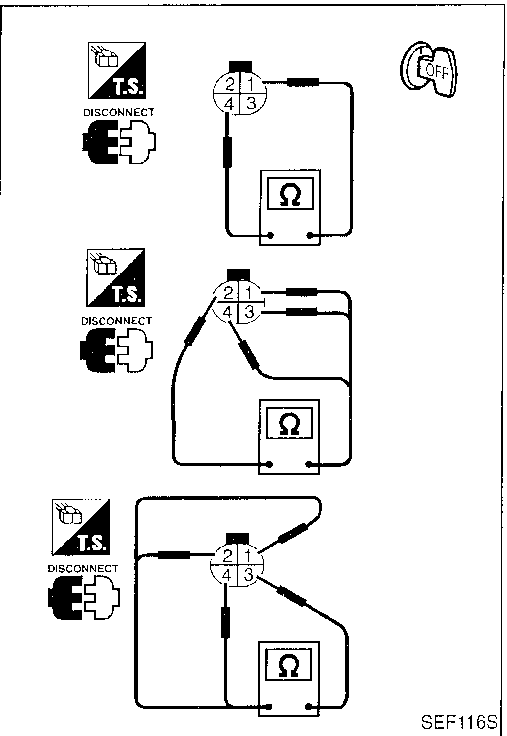 T.S.
DISCONNECT
2 1
4 3
Ω
OFF
T.S.
DISCONNECT
2 1
4 3
Ω
T.S.
DISCONNECT
2 1
4 3
Ω
SEF116S